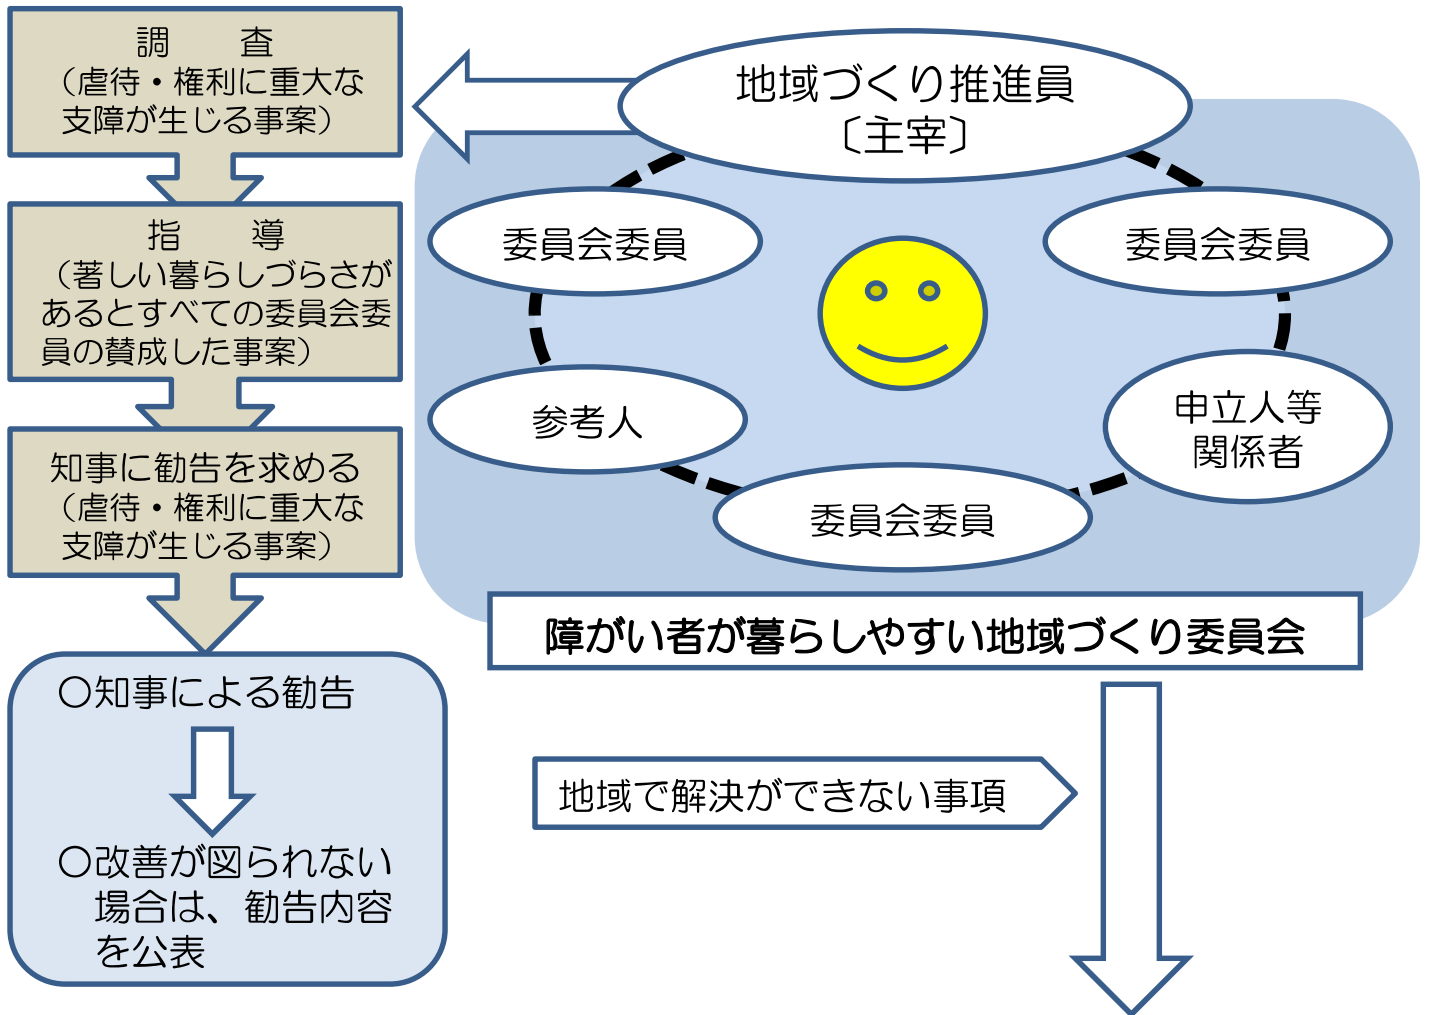 調　　査
（虐待・権利に重大な
支障が生じる事案）
指　　導
（著しい暮らしづらさが
あるとすべての委員会委
員の賛成した事案）
知事に勧告を求める
（虐待・権利に重大な
支障が生じる事案）
〇知事による勧告
〇改善が図られない
場合は、勧告内容
を公表
地域づくり推進員
〔主宰〕
委員会委員
委員会委員
参考人
申立人等
関係者
委員会委員
障がい者が暮らしやすい地域づくり委員会
地域で解決ができない事項